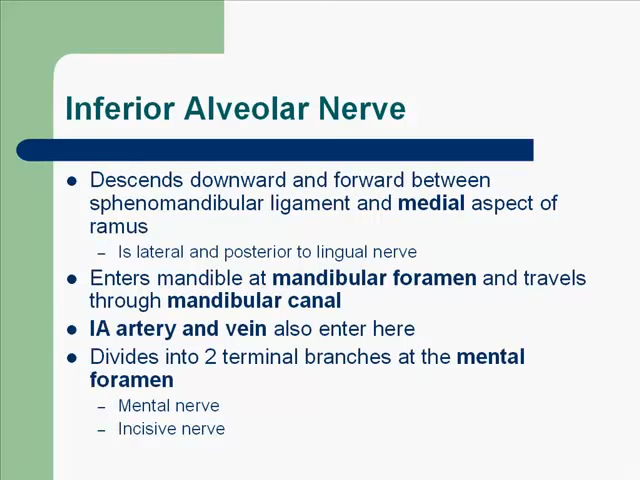 Inferior Alveolar Nerve
● Descends downward and forward between
sphenomandibular ligament and medial aspect of
ramus
– Is lateral and posterior to lingual nerve
● Enters mandible at mandibular foramen and travels
through mandibular canal
● IA artery and vein also enter here
● Divides into 2 terminal branches at the mental
foramen
– Mental nerve
– Incisive nerve